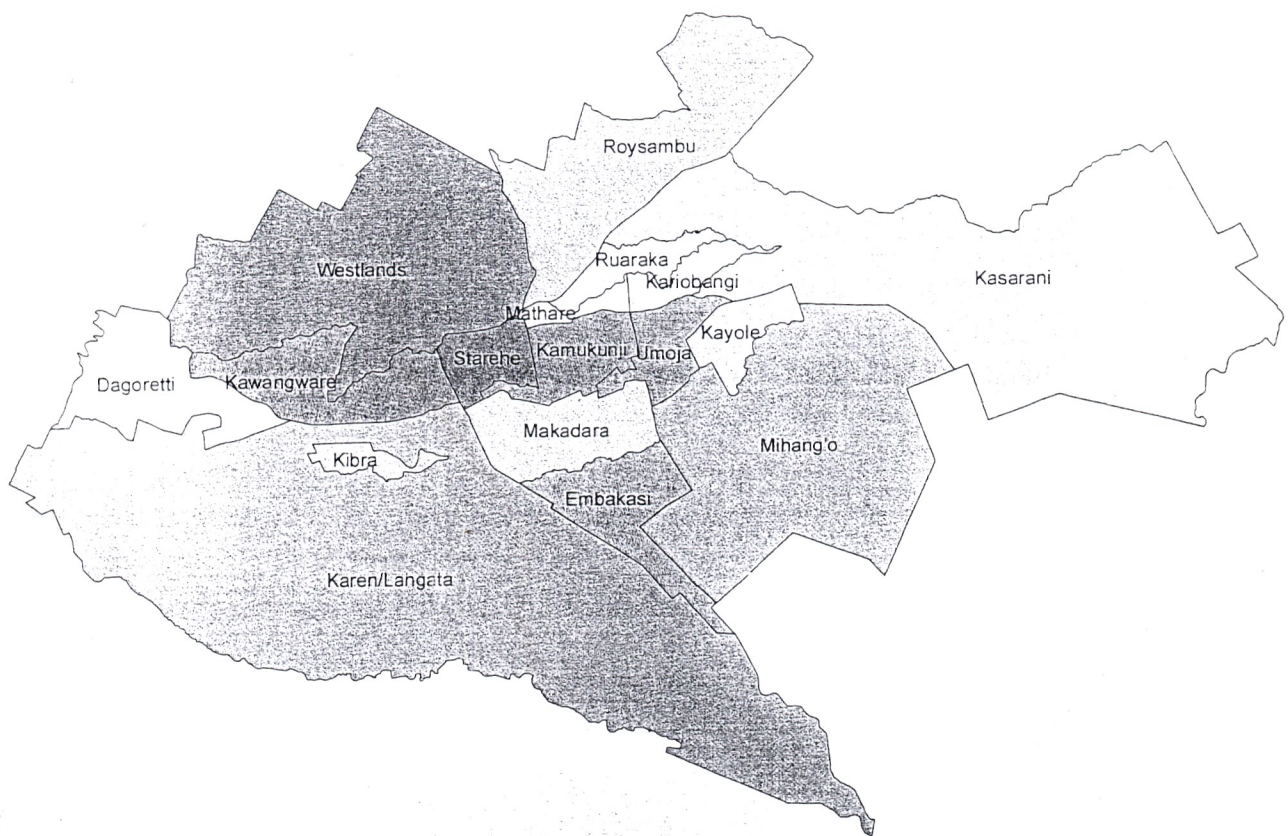 Roysambu
Ruaraka
Westlands
Kariobangi
Kasarani
Mathare
Kayole
Starehe
Kamukunji
Umoja
Dagoretti
Kawangware
Makadara
Mihang'o
Kibra
Embakasi
Karen/Langata